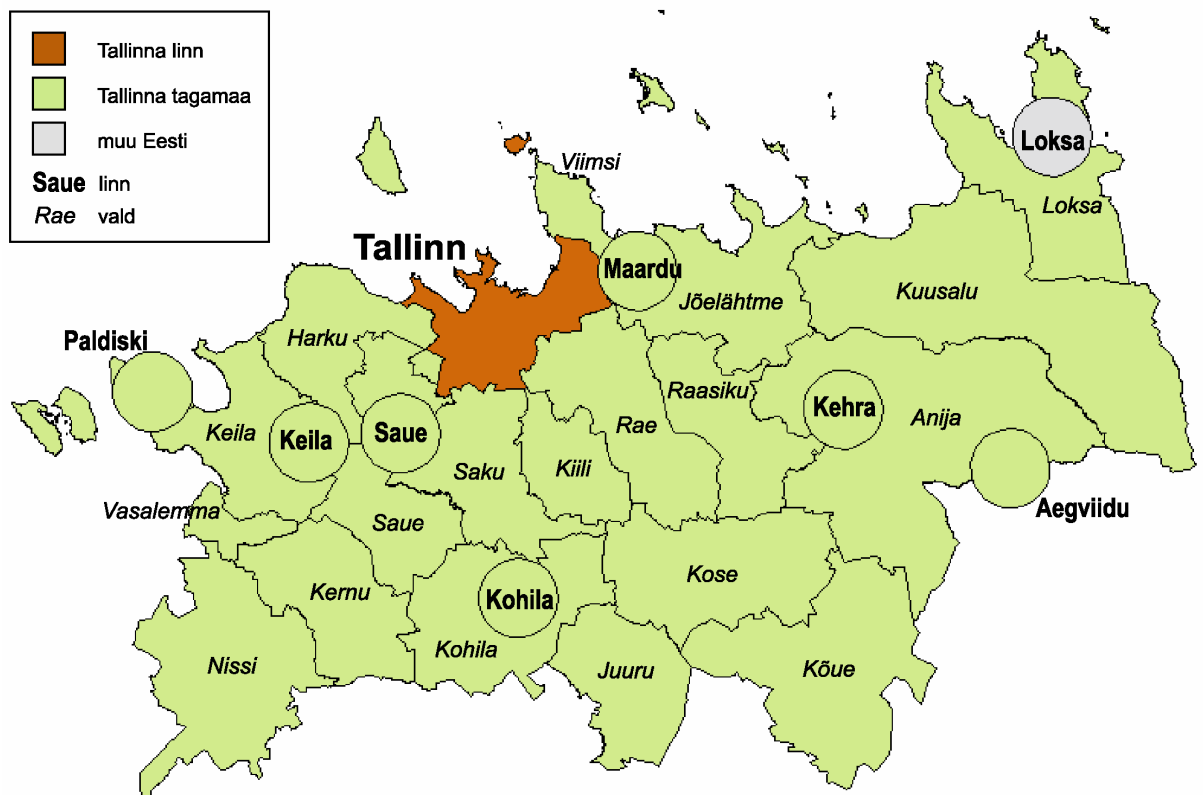 Tallinna linn
Tallinna tagamaa
muu Eesti
Saue linn
Rae vald
Loksa
Viimsi
Loksa
Tallinn
Maardu
Jõelähtme
Kuusalu
Paldiski
Harku
Raasiku
Kehra
Anija
Keila
Keila
Saue
Rae
Saku
Kiili
Vasalemma
Saue
Aegviidu
Kose
Kernu
Kohila
Kohila
Nissi
Juuru
Kõue